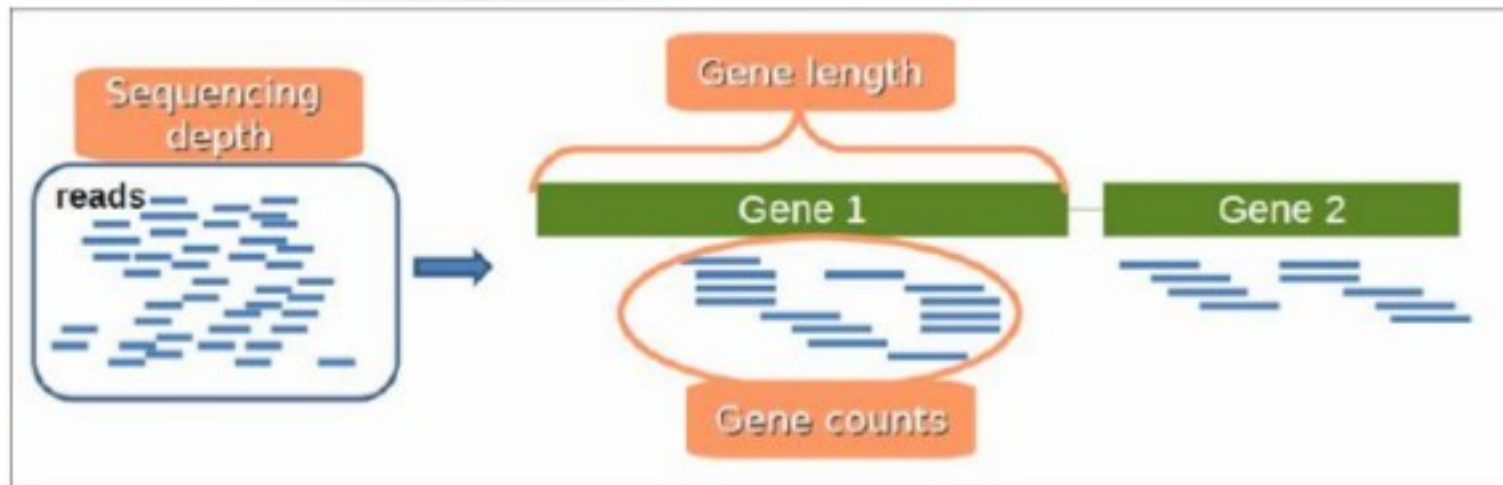 Sequencing
depth
reads
Gene length
Gene 1
Gene 2
Gene counts